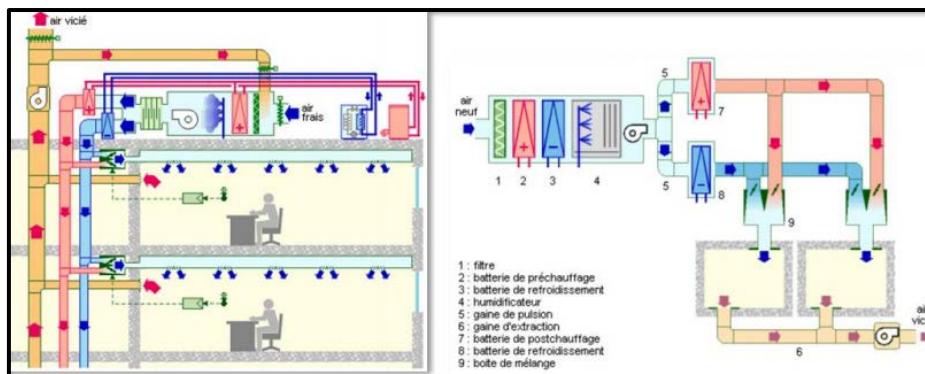 air vicié
air
frais
air
neuf
1
2
3
4
5
5
7
8
9
1 : filtre
2 : batterie de préchauffage
3 : batterie de refroidissement
4 : humidificateur
5 : gaine de pulsion
6 : gaine d'extraction
7 : batterie de postchauffage
8 : batterie de refroidissement
9 : boite de mélange
6
air